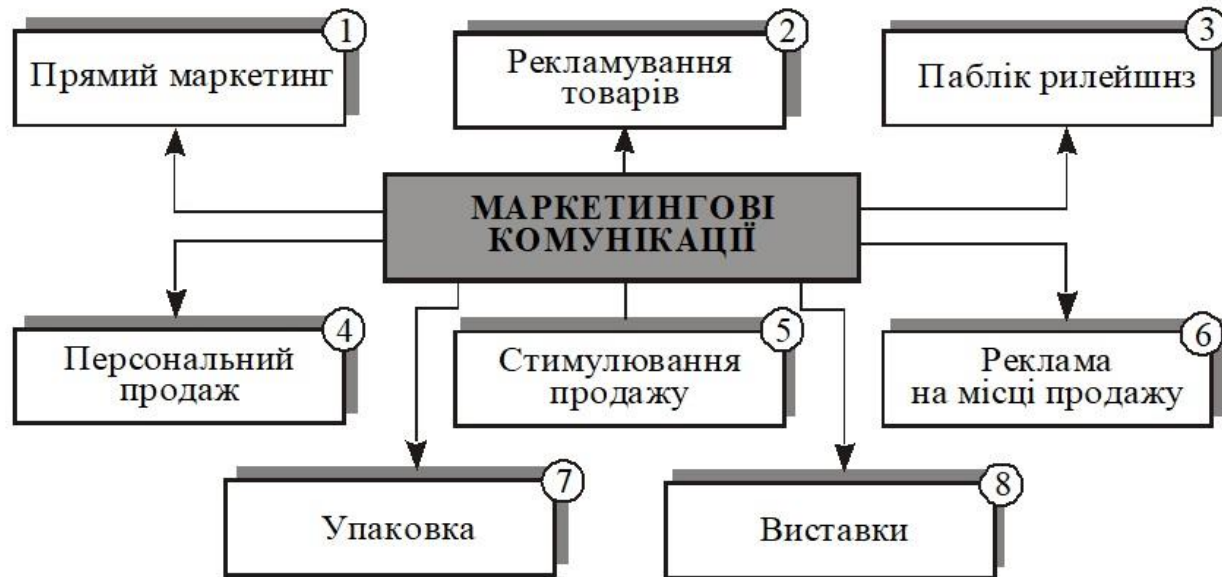 1
Прямий маркетинг
2
Рекламування
товарів
3
Паблік рилейшнз
МАРКЕТИНГОВІ
КОМУНІКАЦІЇ
4
Персональний
продаж
5
Стимулювання
продажу
6
Реклама
на місці продажу
7
Упаковка
8
Виставки